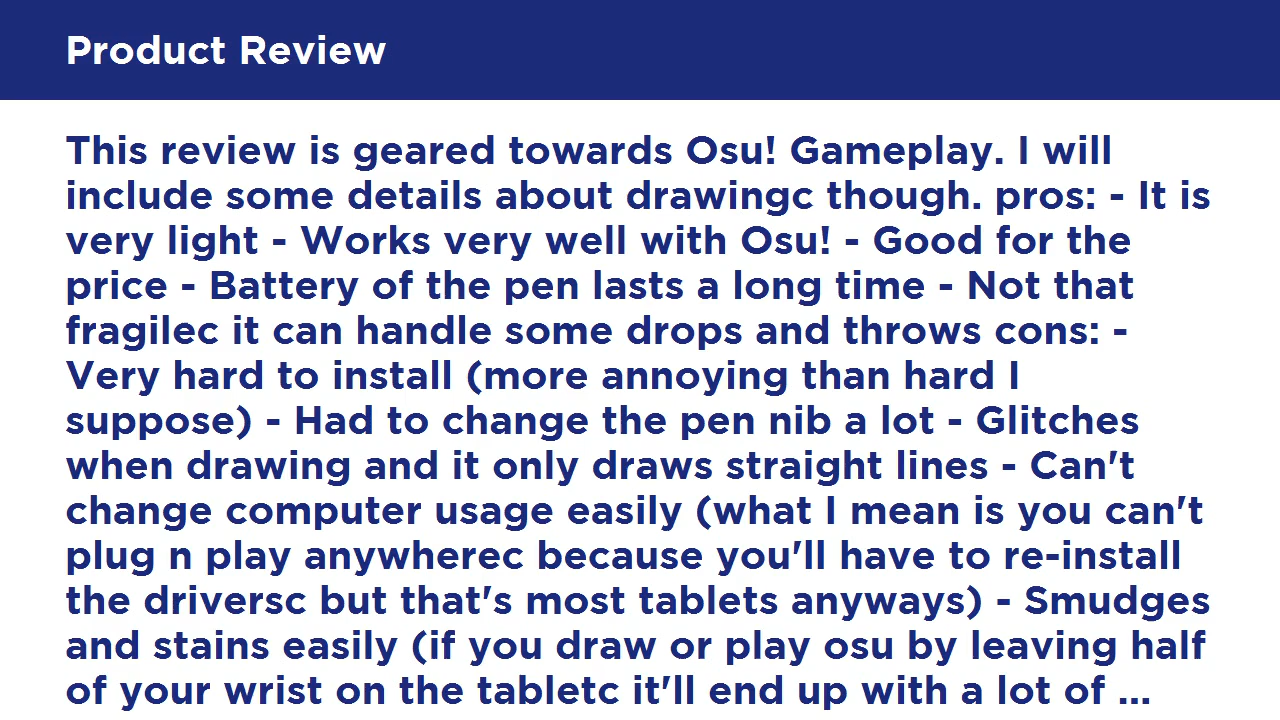 Product Review
This review is geared towards Osu! Gameplay. I will
include some details about drawingc though. pros: - It is
very light - Works very well with Osu! - Good for the
price - Battery of the pen lasts a long time - Not that
fragilec it can handle some drops and throws cons: -
Very hard to install (more annoying than hard I
suppose) - Had to change the pen nib a lot - Glitches
when drawing and it only draws straight lines - Can't
change computer usage easily (what I mean is you can't
plug n play anywherec because you'll have to re-install
the driversc but that's most tablets anyways) - Smudges
and stains easily (if you draw or play osu by leaving half
of your wrist on the tabletc it'll end up with a lot of ...